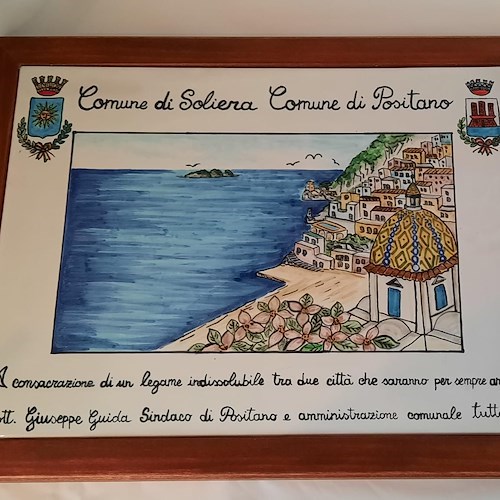 Comune di Soliera Comune di Positano
A consacrazione di un legame indissolubile tra due città che saranno per sempre
Giuseppe Guida Sindaco di Positano e amministrazione comunale